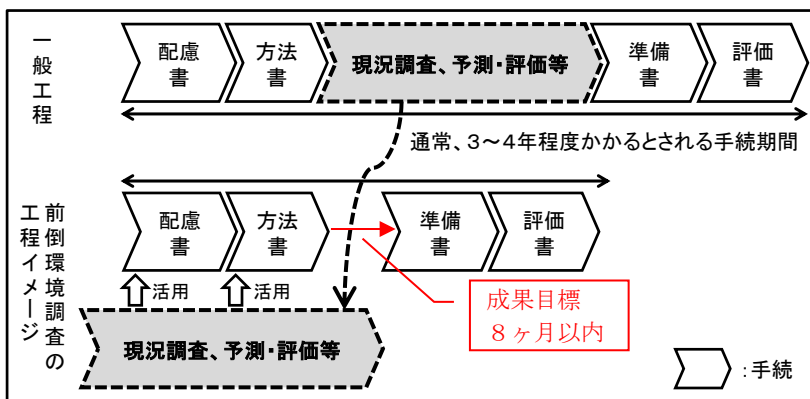 一般工程
配慮
書
方法
書
現況調査、予測・評価等
準備
書
評価
書
通常、3～4年程度かかるとされる手続期間
前倒環境調査の
工程イメージ
配慮
書
方法
書
準備
書
評価
書
活用
活用
成果目標
８ヶ月以内
現況調査、予測・評価等
:手続